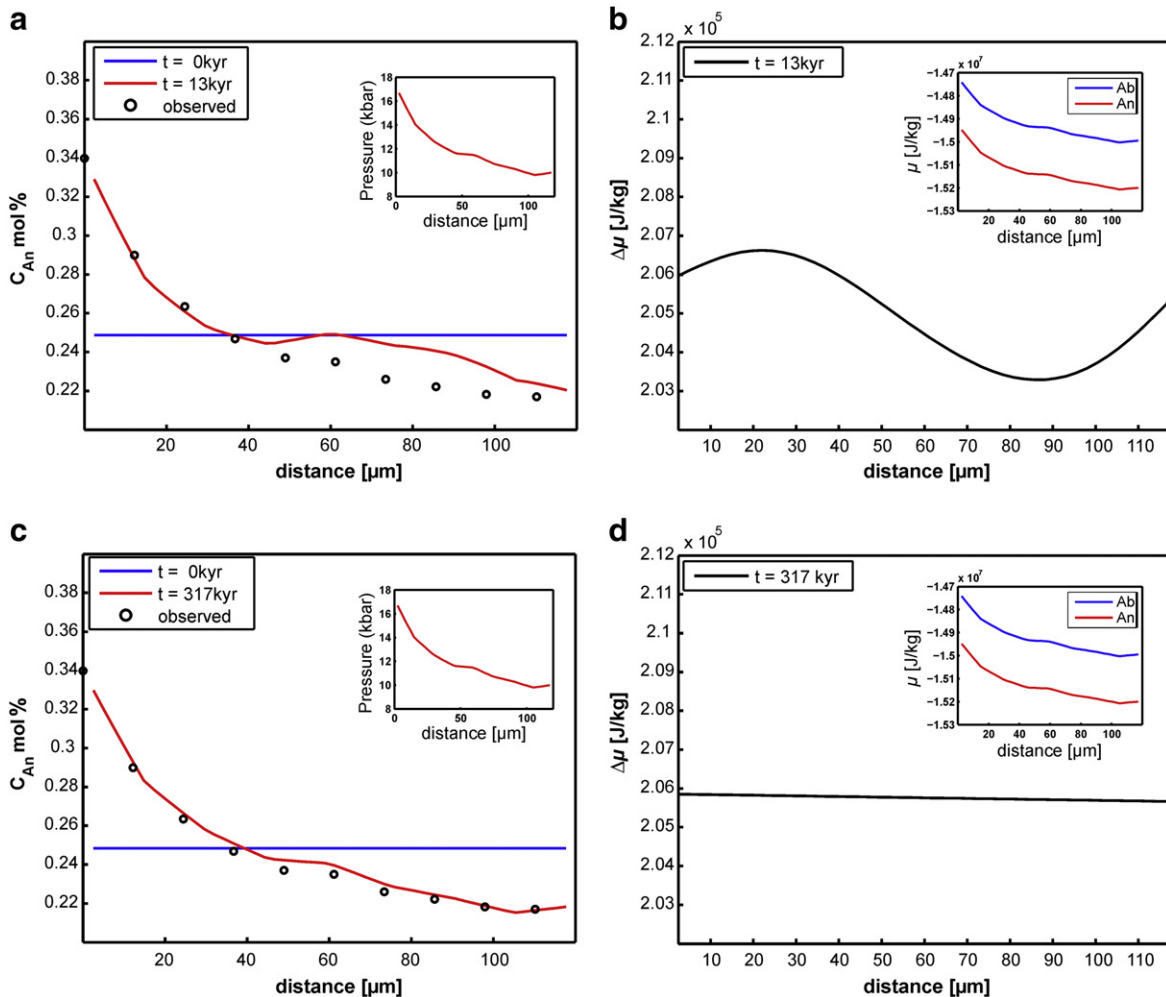 a
C_An mol %
0.38
0.36
0.34
0.32
0.3
0.28
0.26
0.24
0.22
t = 0kyr
t = 13kyr
observed
Pressure (kbar)
18
16
14
12
10
8
0 50 100
distance [µm]
20 40 60 80 100
distance [µm]
b
x 10^5
Δµ [J/kg]
2.12
2.11
2.1
2.09
2.08
2.07
2.06
2.05
2.04
2.03
t = 13kyr
x 10^7
µ [J/kg]
−1.47
−1.48
−1.49
−1.5
−1.51
−1.52
−1.53
Ab
An
20 40 60 80 100
distance [µm]
10 20 30 40 50 60 70 80 90 100 110
distance [µm]
c
C_An mol %
0.38
0.36
0.34
0.32
0.3
0.28
0.26
0.24
0.22
t = 0kyr
t = 317kyr
observed
Pressure (kbar)
18
16
14
12
10
8
0 50 100
distance [µm]
20 40 60 80 100
distance [µm]
d
x 10^5
Δµ [J/kg]
2.12
2.11
2.1
2.09
2.08
2.07
2.06
2.05
2.04
2.03
t = 317 kyr
x 10^7
µ [J/kg]
−1.47
−1.48
−1.49
−1.5
−1.51
−1.52
−1.53
Ab
An
20 40 60 80 100
distance [µm]
10 20 30 40 50 60 70 80 90 100 110
distance [µm]